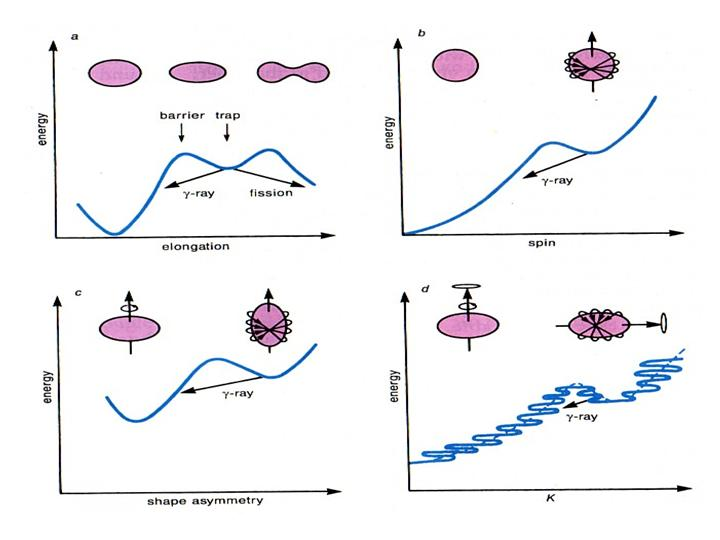 a
barrier trap
γ-ray
fission
energy
elongation
b
γ-ray
energy
spin
c
γ-ray
energy
shape asymmetry
d
γ-ray
energy
K